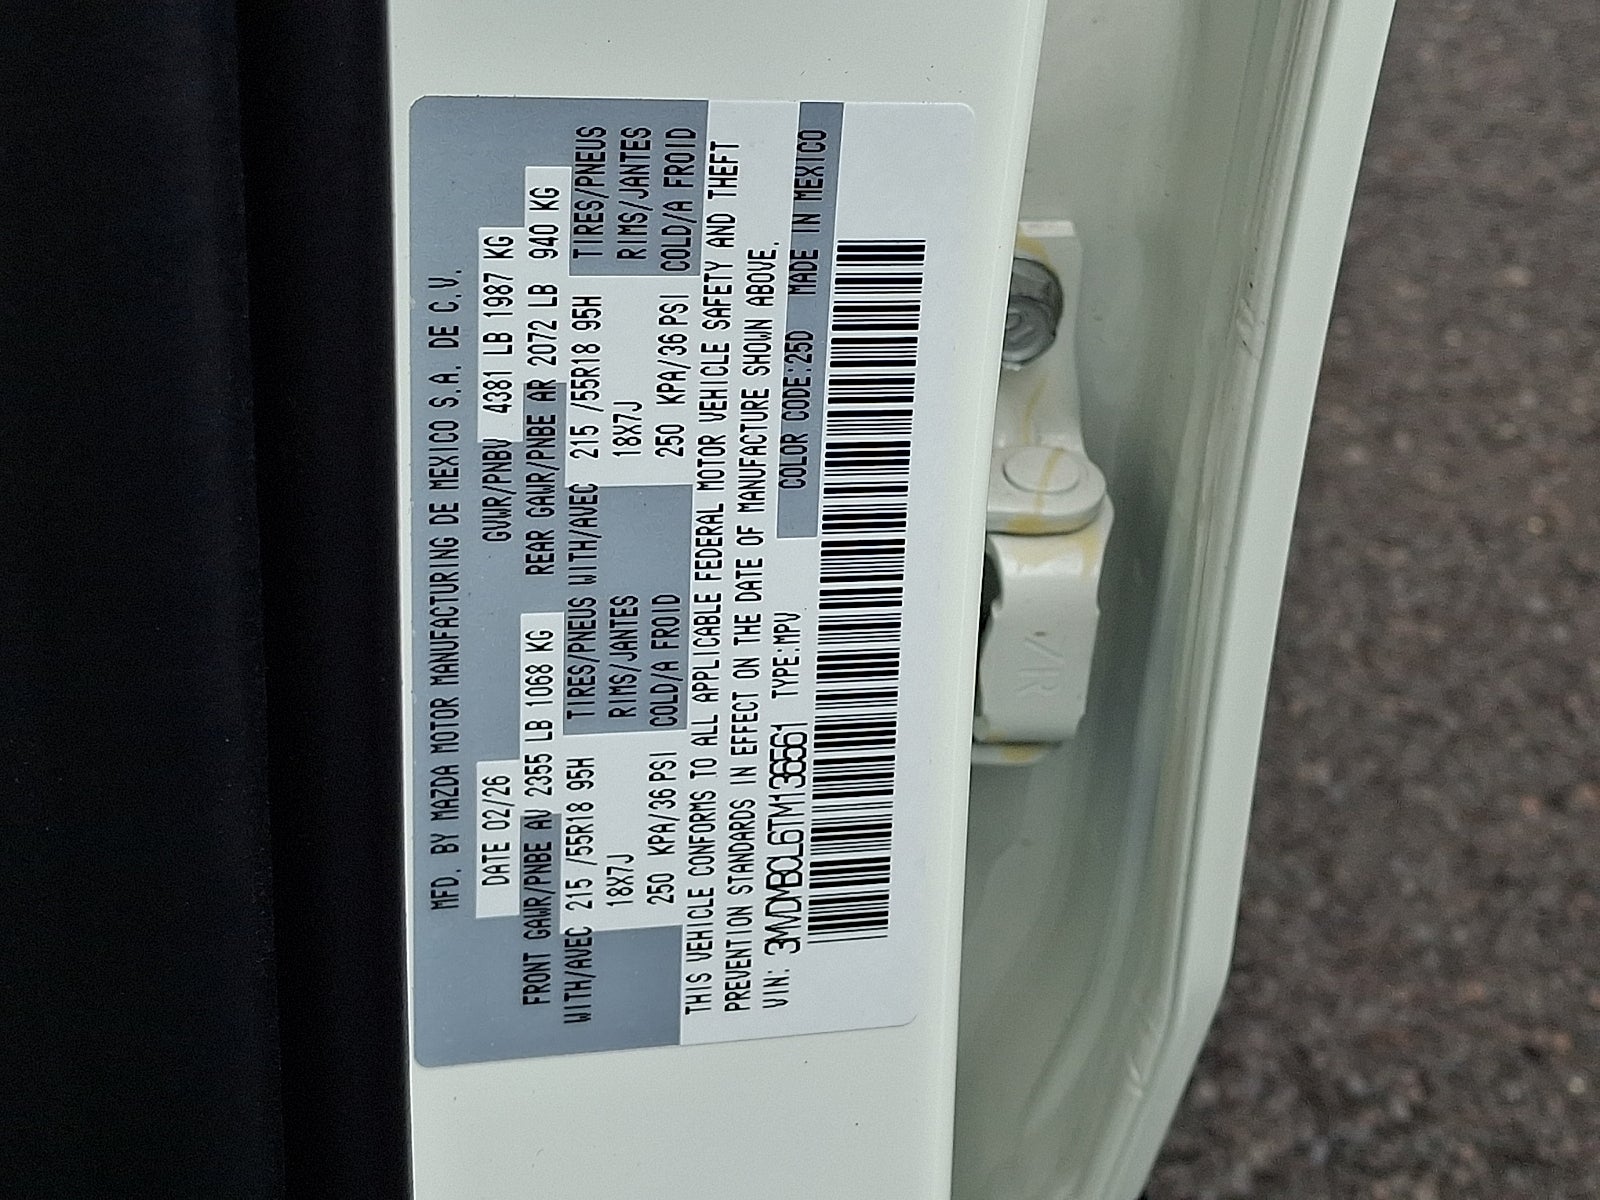 MFD. BY MAZDA MOTOR MANUFACTURING DE MEXICO S.A. DE C.V.
DATE 02/26 GVWR/PNBV 4381 LB 1987 KG
FRONT GAWR/PNBE AV 2355 LB 1068 KG REAR GAWR/PNBE AR 2072 LB 940 KG
WITH/AVEC 215 /55R18 95H TIRES/PNEUS WITH/AVEC 215 /55R18 95H TIRES/PNEUS
18X7J RIMS/JANTES 18X7J RIMS/JANTES
250 KPA/36 PSI COLD/A FROID 250 KPA/36 PSI COLD/A FROID
THIS VEHICLE CONFORMS TO ALL APPLICABLE FEDERAL MOTOR VEHICLE SAFETY AND THEFT
PREVENTION STANDARDS IN EFFECT ON THE DATE OF MANUFACTURE SHOWN ABOVE.
VIN: 3MVDMBCL6TM136561 TYPE:MPV COLOR CODE:25D MADE IN MEXICO